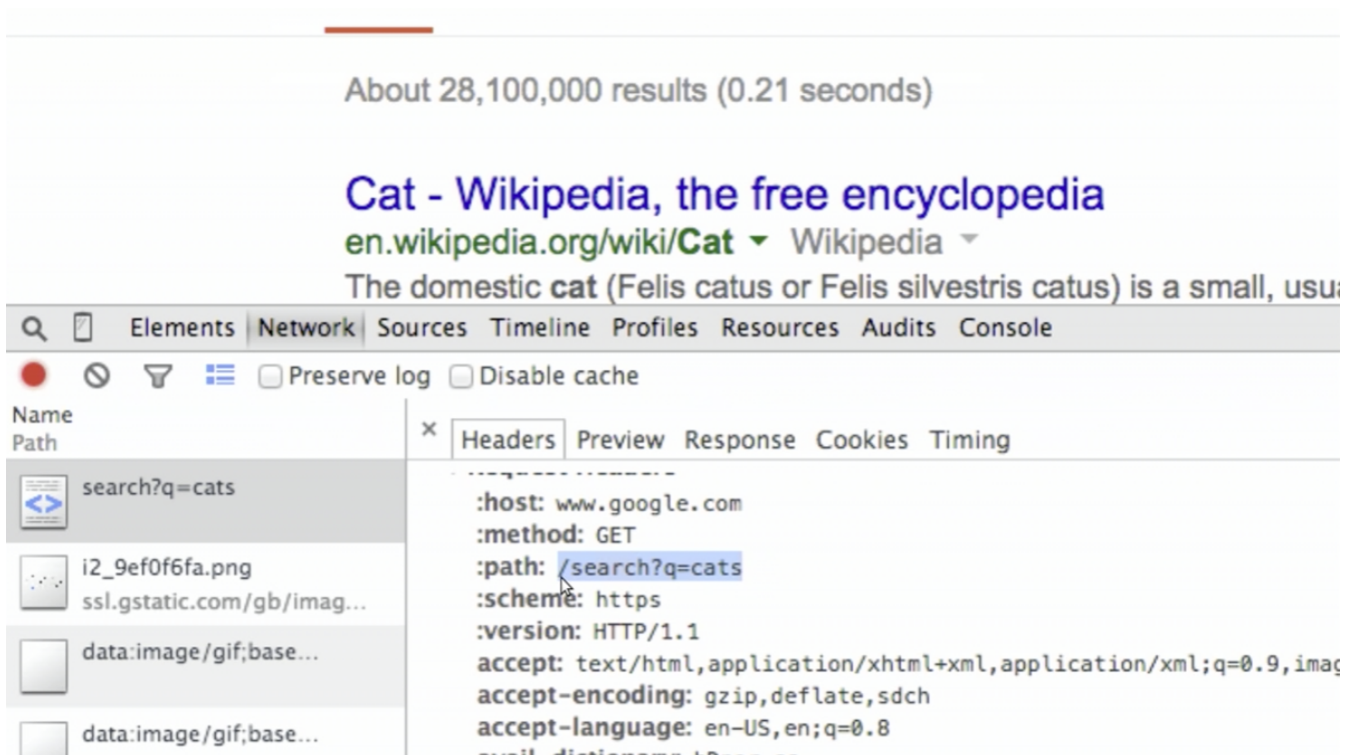 About 28,100,000 results (0.21 seconds)
Cat - Wikipedia, the free encyclopedia
en.wikipedia.org/wiki/Cat Wikipedia
The domestic cat (Felis catus or Felis silvestris catus) is a small,
Elements Network Sources Timeline Profiles Resources Audits Console
Preserve log Disable cache
Name
Path
search?q=cats
i2_9ef0f6fa.png
ssl.gstatic.com/gb/imag...
data:image/gif;base...
data:image/gif;base...
× Headers Preview Response Cookies Timing
:host: www.google.com
:method: GET
:path: /search?q=cats
:scheme: https
:version: HTTP/1.1
accept: text/html,application/xhtml+xml,application/xml;q=0.9,
accept-encoding: gzip,deflate,sdch
accept-language: en-US,en;q=0.8